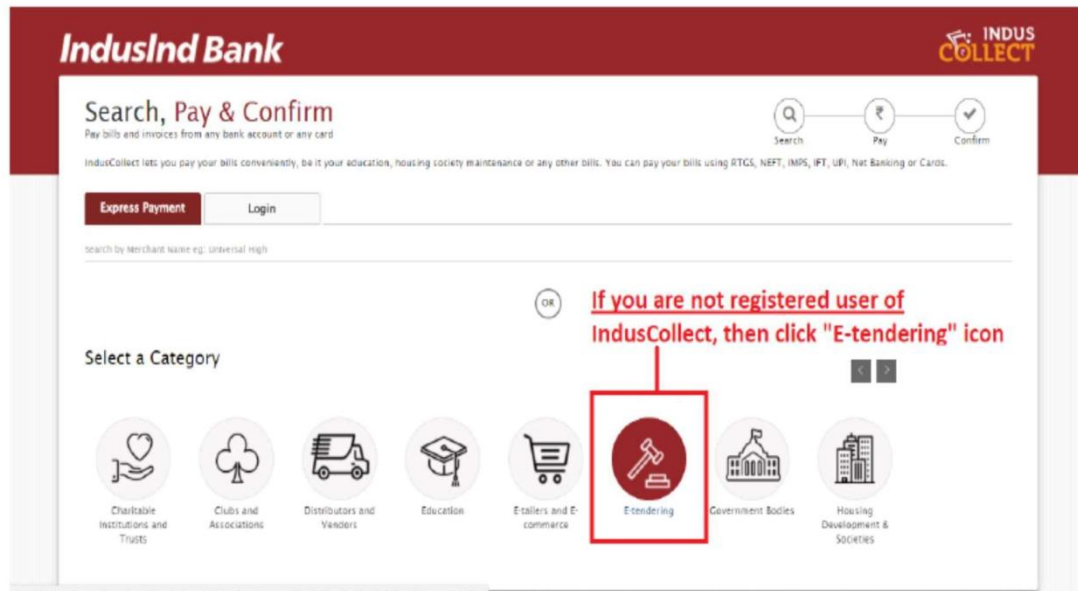 IndusInd Bank
INDUS
COLLECT
Search, Pay & Confirm
Pay bills and invoices from any bank account or any card
Search
Pay
Confirm
IndusCollect lets you pay your bills conveniently, be it your education, housing society maintenance or any other bills. You can pay your bills using RTGS, NEFT, IMPS, IFT, UPI, Net Banking or Cards.
Express Payment
Login
Search by Merchant Name eg: Universal High
OR
If you are not registered user of
IndusCollect, then click "E-tendering" icon
Select a Category
< >
Charitable
Institutions and
Trusts
Clubs and
Associations
Distributors and
Vendors
Education
E-tailers and E-
commerce
E-tendering
Government Bodies
Housing
Development &
Societies